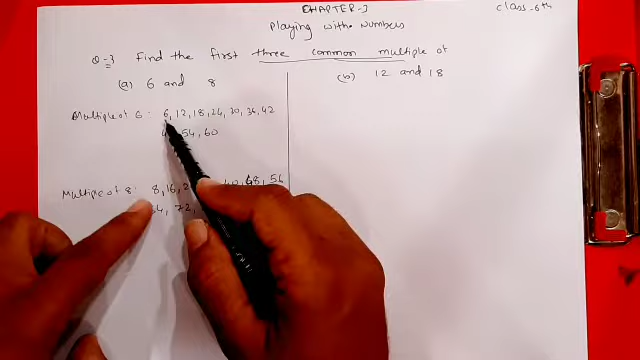 CHAPTER-3
class-6th
Playing withe Numbers
Q-3 Find the first three common multiple of
(a) 6 and 8
(b) 12 and 18
Multiple of 6: 6, 12, 18, 24, 30, 36, 42
54, 60
Multiple of 8: 8, 16, 40, 48, 56
72,